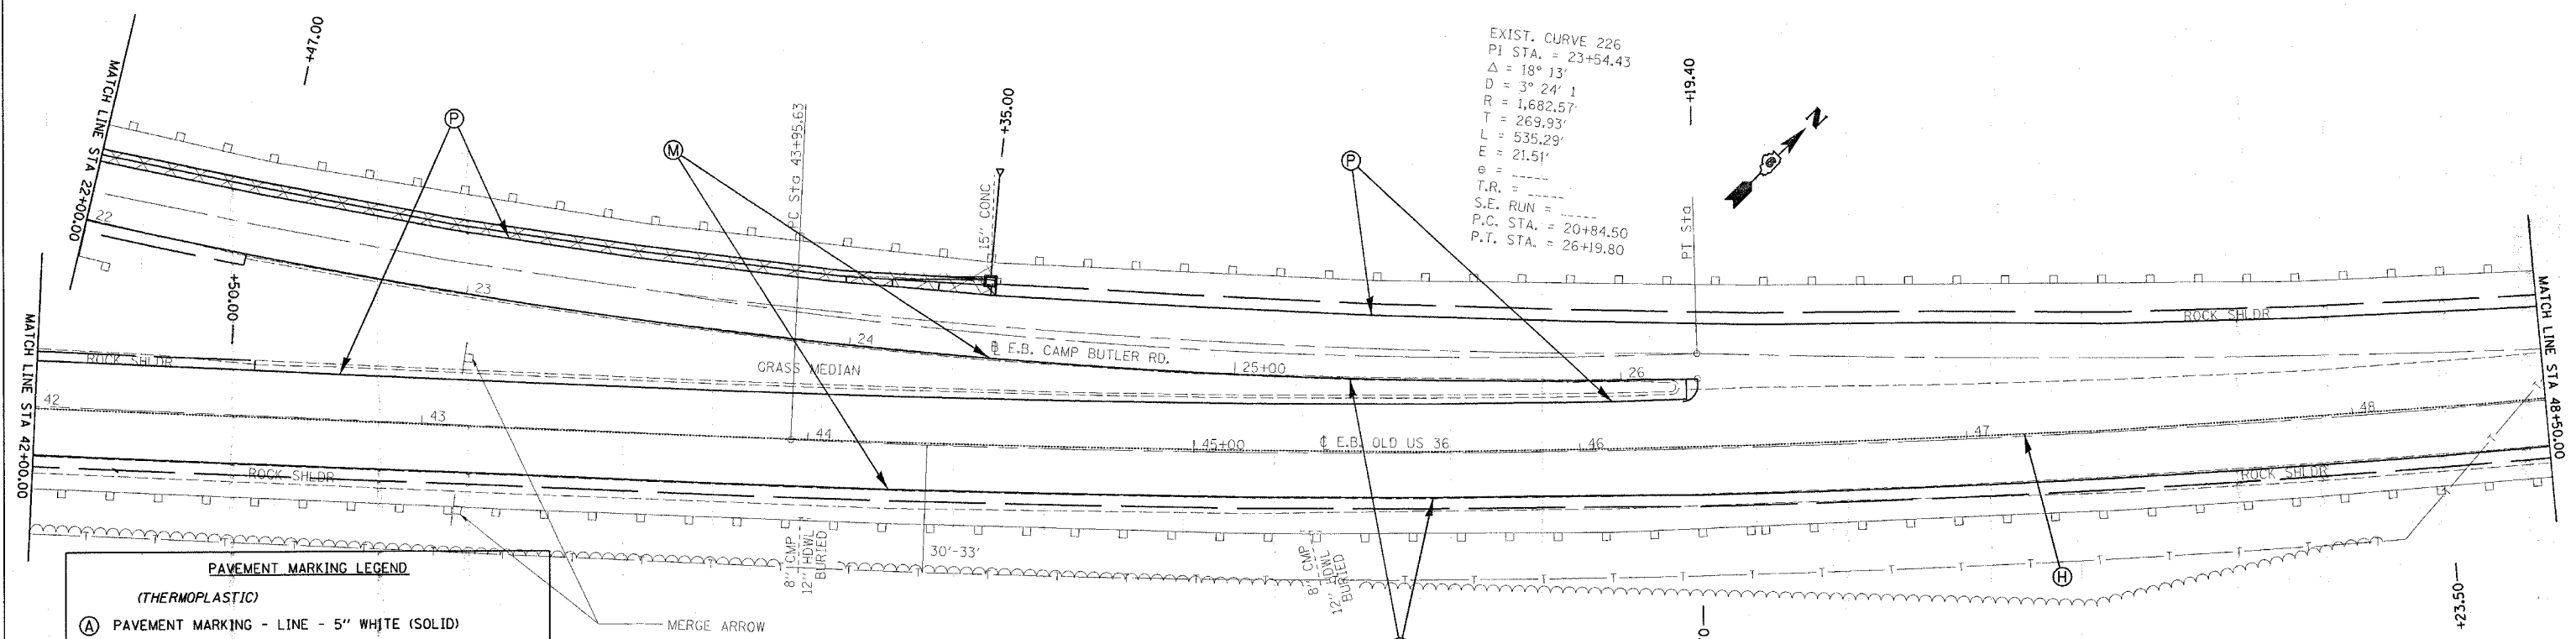 +47.00
MATCH LINE STA 22+00.00
P
M
PC Sta 43+95.63
+35.00
15" CONC
P
EXIST. CURVE 226
PI STA. = 23+54.43
Δ = 18° 13'
D = 3° 24' 1
R = 1,682.57'
T = 269.93'
L = 535.29'
E = 21.51'
e = _____
T.R. = _____
S.E. RUN = _____
P.C. STA. = 20+84.50
P.T. STA. = 26+19.80
+19.40
PT Sta
N
22
+50.00
23
24
E.B. CAMP BUTLER RD.
25+00
26
ROCK SHLDR
MATCH LINE STA 48+50.00
MATCH LINE STA 42+00.00
ROCK SHLDR
GRASS MEDIAN
42
43
44
45+00
E.B. OLD US 36
46
47
48
ROCK SHLDR
ROCK SHLDR
8" CMP
12" HDWL
BURIED
30'-33'
8" CMP
12" HDWL
BURIED
H
+23.50
PAVEMENT MARKING LEGEND
(THERMOPLASTIC)
A PAVEMENT MARKING - LINE - 5" WHITE (SOLID)
MERGE ARROW